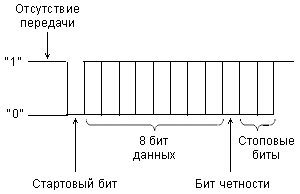 Отсутствие
передачи
"1"
"0"
8 бит
данных
Стоповые
биты
Стартовый бит
Бит четности